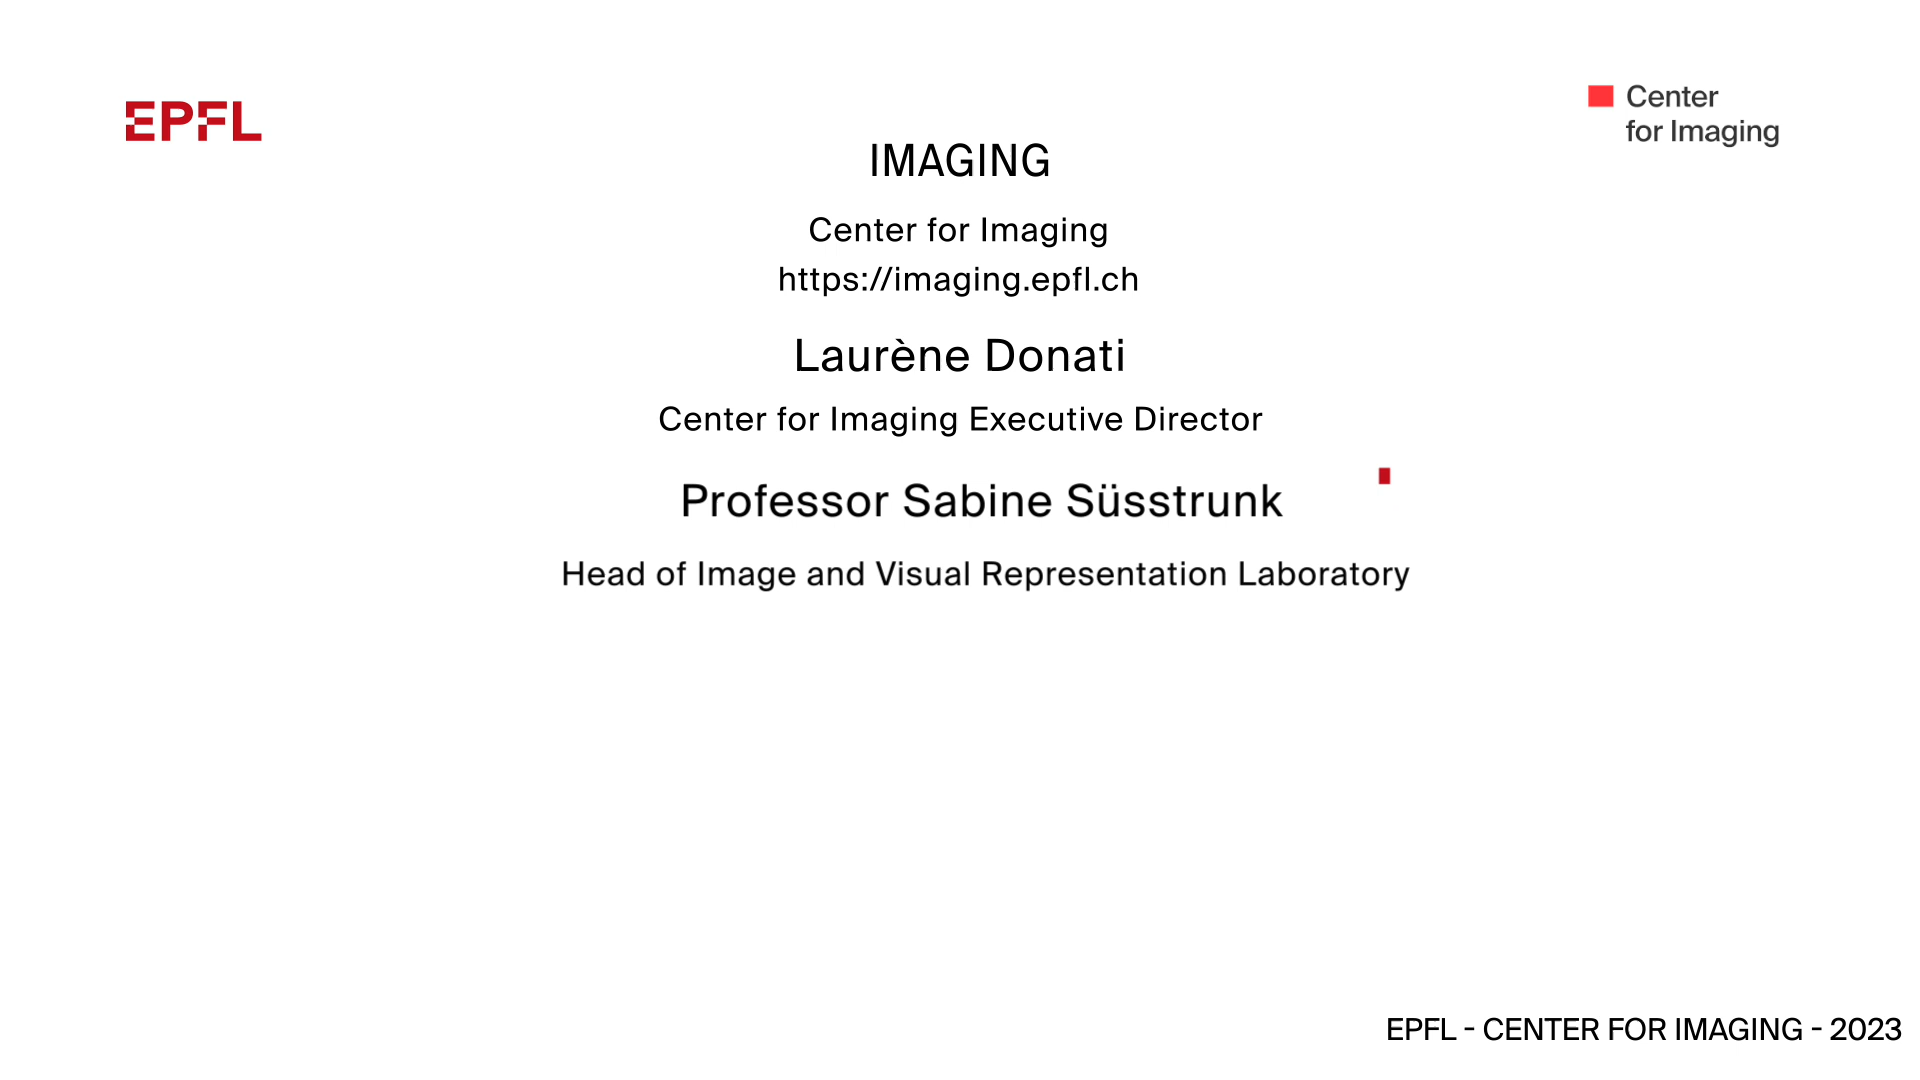 EPFL
Center
for Imaging
IMAGING
Center for Imaging
https://imaging.epfl.ch
Laurène Donati
Center for Imaging Executive Director
Professor Sabine Süsstrunk
Head of Image and Visual Representation Laboratory
EPFL - CENTER FOR IMAGING - 2023